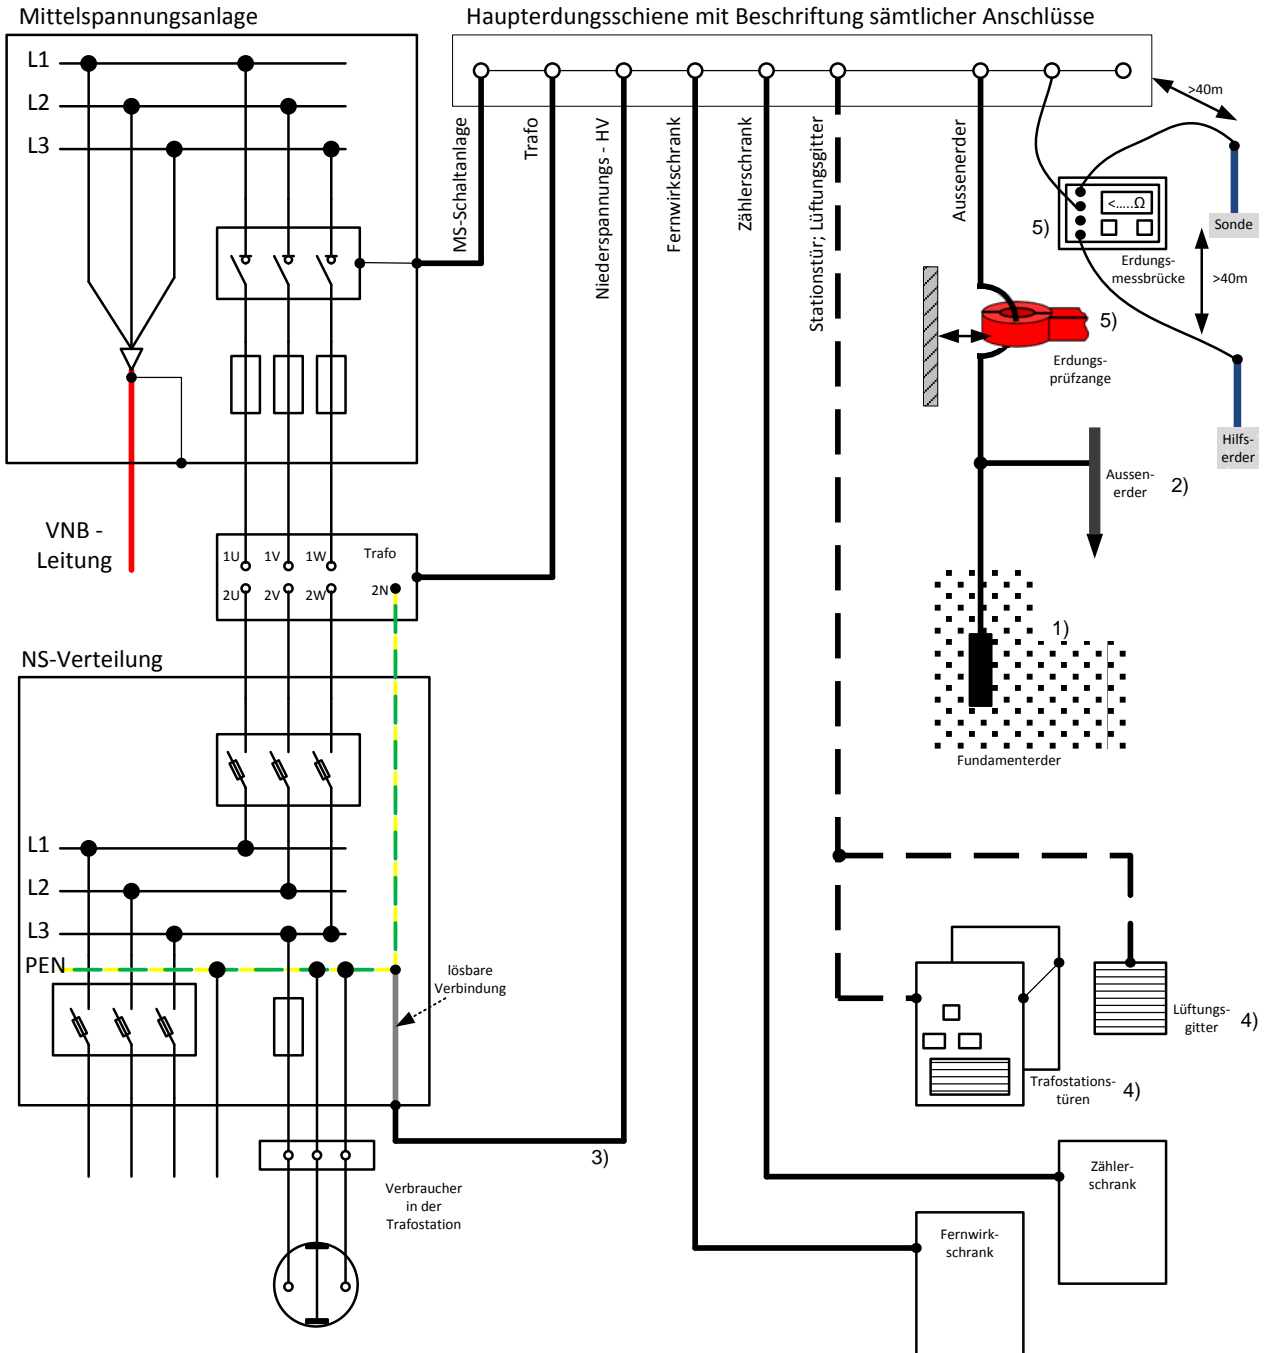 Mittelspannungsanlage
Haupterdungsschiene mit Beschriftung sämtlicher Anschlüsse
L1
L2
L3
MS-Schaltanlage
Trafo
Niederspannungs - HV
Fernwirkschrank
Zählerschrank
Stationstür; Lüftungsgitter
Aussenerder
>40m
<.....Ω
5)
Sonde
Erdungs-
messbrücke
>40m
5)
Erdungs-
prüfzange
Hilfs-
erder
Aussen-
erder
2)
VNB -
Leitung
1U
1V
1W
Trafo
2U
2V
2W
2N
1)
Fundamenterder
NS-Verteilung
L1
L2
L3
PEN
lösbare
Verbindung
Lüftungs-
gitter
4)
Trafostations-
türen
4)
3)
Verbraucher
in der
Trafostation
Zähler-
schrank
Fernwirk-
schrank